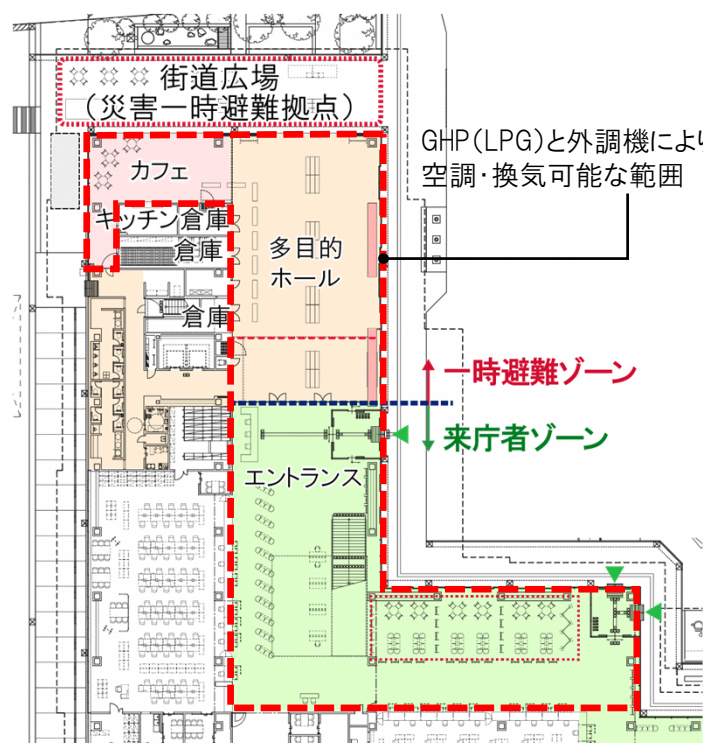 街道広場
（災害一時避難拠点）
GHP(LPG)と外調機により
空調･換気可能な範囲
カフェ
キッチン倉庫
倉庫
多目的
ホール
倉庫
一時避難ゾーン
来庁者ゾーン
エントランス